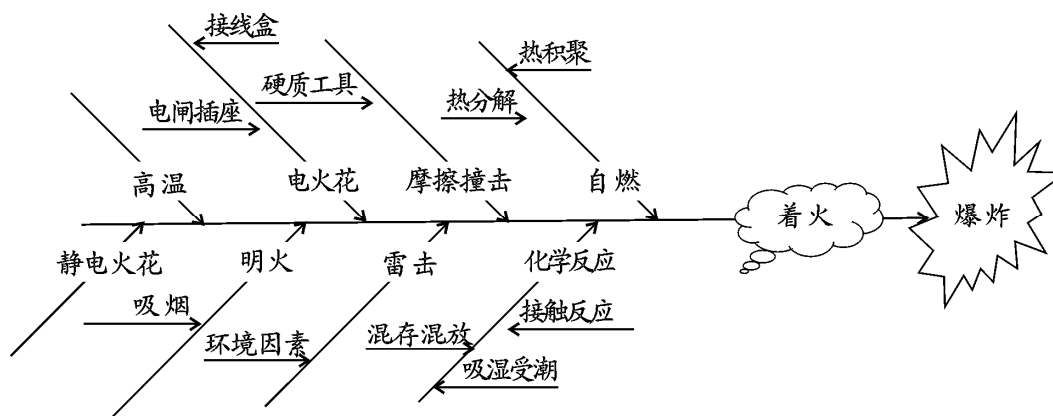 接线盒
热积聚
硬质工具
电闸插座
热分解
高温
电火花
摩擦撞击
自燃
着火
爆炸
静电火花
明火
雷击
化学反应
吸烟
接触反应
环境因素
混存混放
吸湿受潮